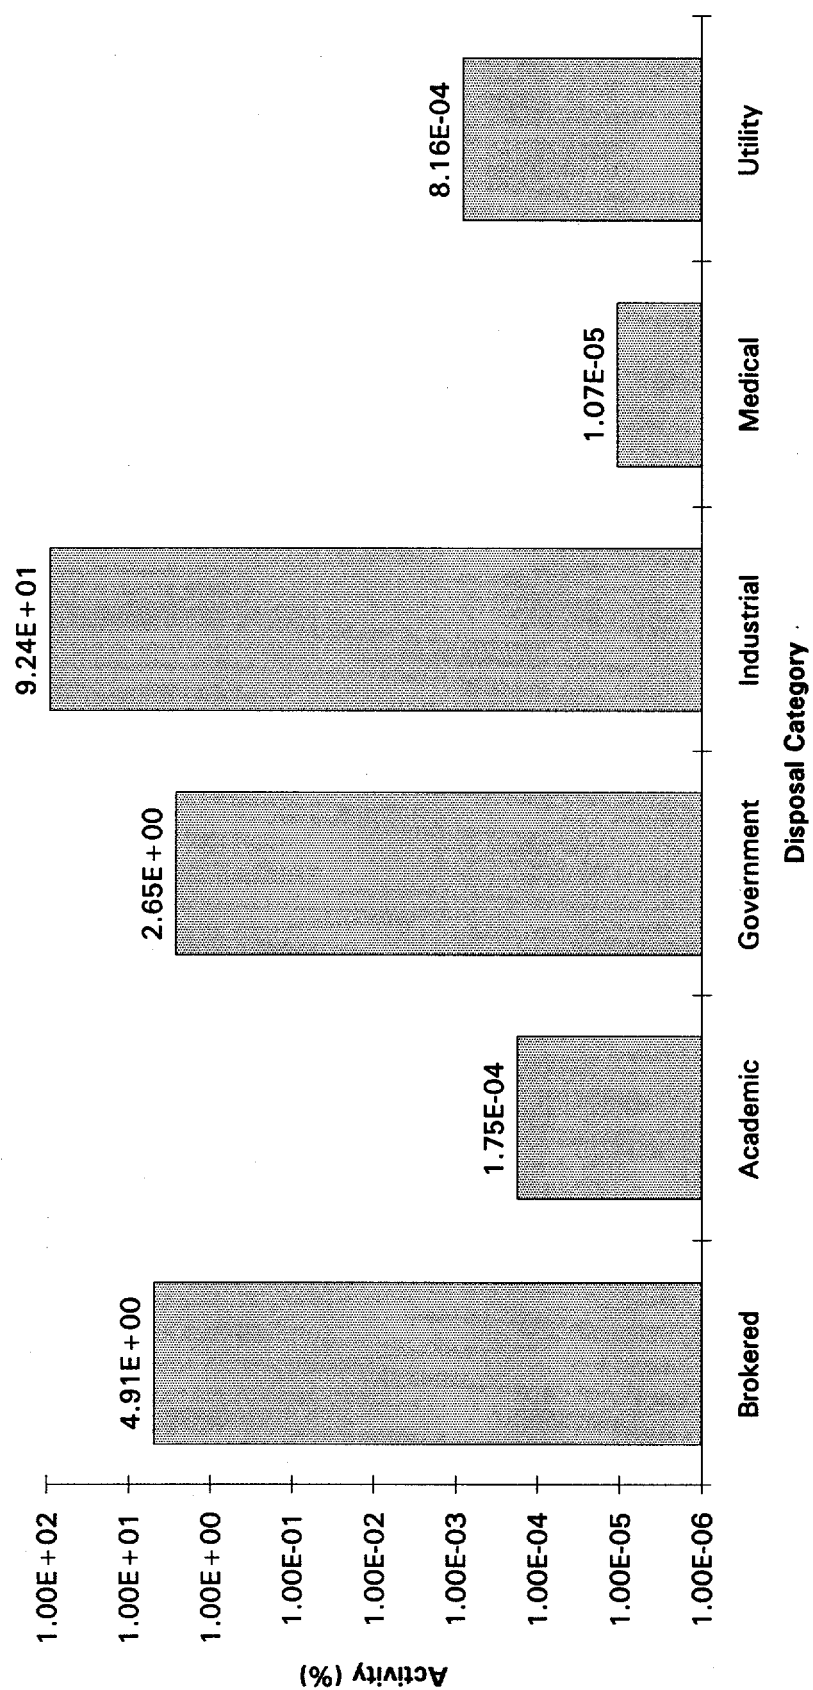 Activity (%)
1.00E+02
1.00E+01
1.00E+00
1.00E-01
1.00E-02
1.00E-03
1.00E-04
1.00E-05
1.00E-06
4.91E+00
1.75E-04
2.65E+00
9.24E+01
1.07E-05
8.16E-04
Brokered
Academic
Government
Industrial
Medical
Utility
Disposal Category